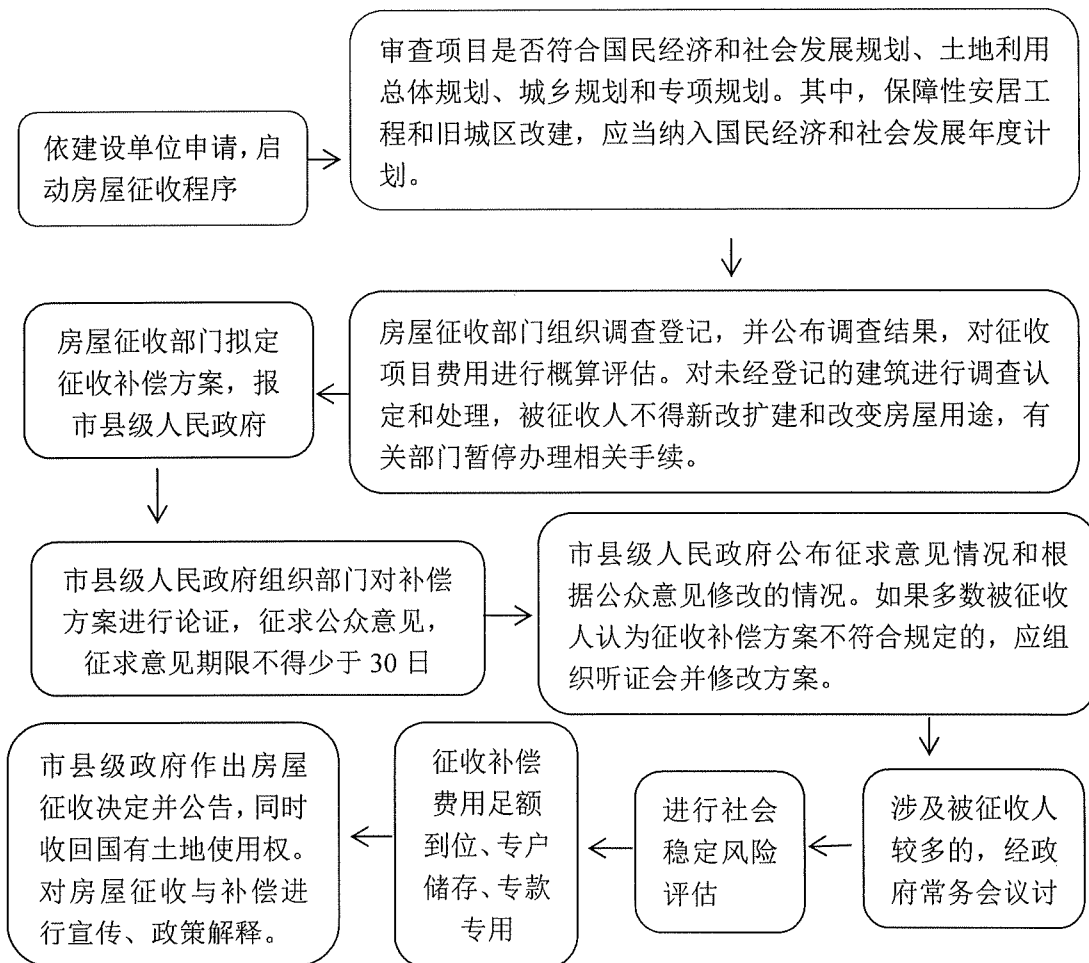 依建设单位申请，启
动房屋征收程序
审查项目是否符合国民经济和社会发展规划、土地利用
总体规划、城乡规划和专项规划。其中，保障性安居工
程和旧城区改建，应当纳入国民经济和社会发展年度计
划。
房屋征收部门组织调查登记，并公布调查结果，对征收
项目费用进行概算评估。对未经登记的建筑进行调查认
定和处理，被征收人不得新改扩建和改变房屋用途，有
关部门暂停办理相关手续。
房屋征收部门拟定
征收补偿方案，报
市县级人民政府
市县级人民政府组织部门对补偿
方案进行论证，征求公众意见，
征求意见期限不得少于 30 日
市县级人民政府公布征求意见情况和根
据公众意见修改的情况。如果多数被征收
人认为征收补偿方案不符合规定的，应组
织听证会并修改方案。
涉及被征收人
较多的，经政
府常务会议讨
进行社会
稳定风险
评估
征收补偿
费用足额
到位、专户
储存、专款
专用
市县级政府作出房屋
征收决定并公告，同时
收回国有土地使用权。
对房屋征收与补偿进
行宣传、政策解释。